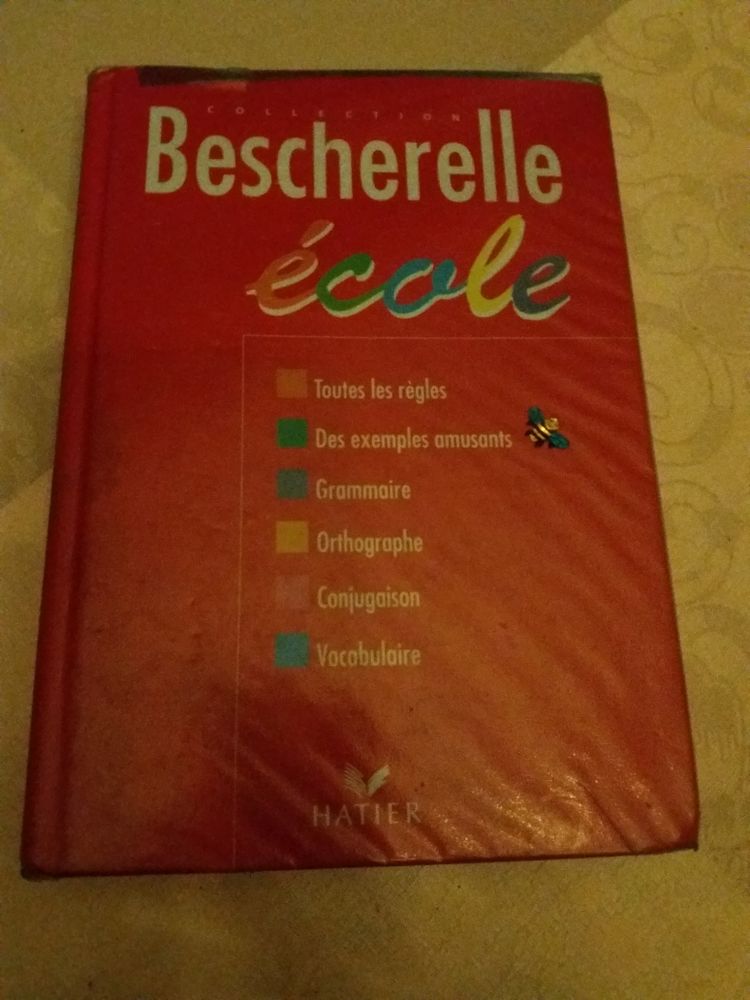 COLLECTION
Bescherelle
école
Toutes les règles
Des exemples amusants
Grammaire
Orthographe
Conjugaison
Vocabulaire
HATIER